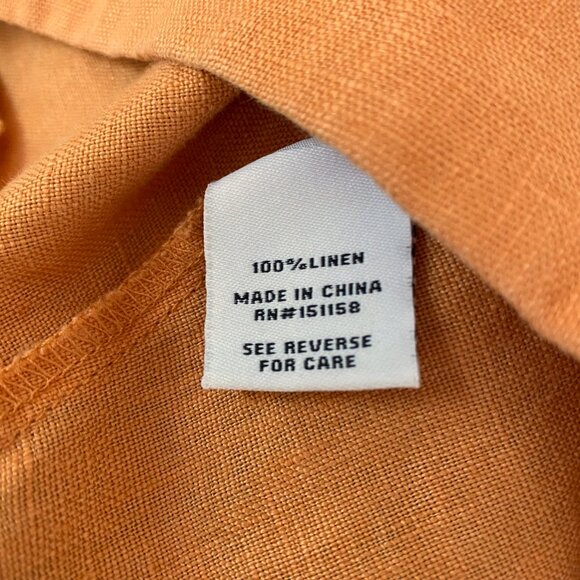 100%LINEN
MADE IN CHINA
RN#151158
SEE REVERSE
FOR CARE